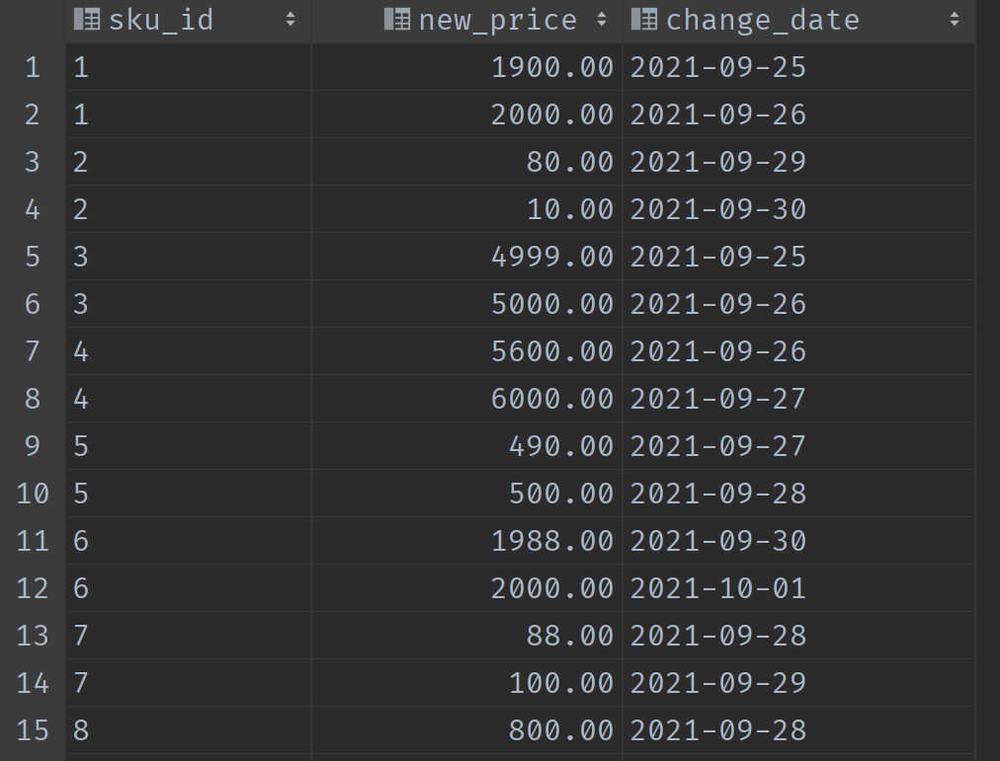 sku_id new_price change_date
1 1 1900.00 2021-09-25
2 1 2000.00 2021-09-26
3 2 80.00 2021-09-29
4 2 10.00 2021-09-30
5 3 4999.00 2021-09-25
6 3 5000.00 2021-09-26
7 4 5600.00 2021-09-26
8 4 6000.00 2021-09-27
9 5 490.00 2021-09-27
10 5 500.00 2021-09-28
11 6 1988.00 2021-09-30
12 6 2000.00 2021-10-01
13 7 88.00 2021-09-28
14 7 100.00 2021-09-29
15 8 800.00 2021-09-28